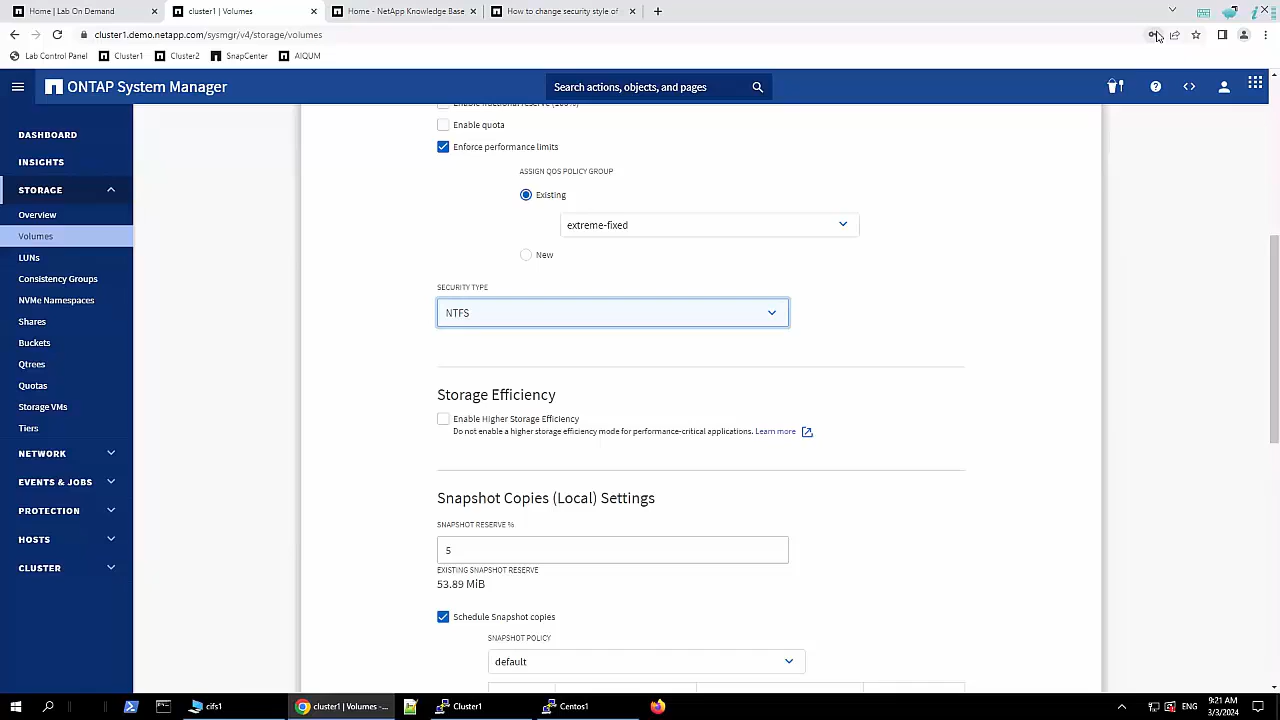 Home | Lab On Demand
cluster1 | Volumes
Home - NetApp Knowledge Base
How to change security style of
cluster1.demo.netapp.com/sysmgr/v4/storage/volumes
Lab Control Panel
Cluster1
Cluster2
SnapCenter
AIQUM
ONTAP System Manager
Search actions, objects, and pages
DASHBOARD
INSIGHTS
STORAGE
Overview
Volumes
LUNs
Consistency Groups
NVMe Namespaces
Shares
Buckets
Qtrees
Quotas
Storage VMs
Tiers
NETWORK
EVENTS & JOBS
PROTECTION
HOSTS
CLUSTER
Enable fractional reserve (100%)
Enable quota
Enforce performance limits
ASSIGN QOS POLICY GROUP
Existing
extreme-fixed
New
SECURITY TYPE
NTFS
Storage Efficiency
Enable Higher Storage Efficiency
Do not enable a higher storage efficiency mode for performance-critical applications. Learn more
Snapshot Copies (Local) Settings
SNAPSHOT RESERVE %
5
EXISTING SNAPSHOT RESERVE
53.89 MiB
Schedule Snapshot copies
SNAPSHOT POLICY
default
cifs1
cluster1 | Volumes -...
Cluster1
Centos1
ENG
9:21 AM
3/3/2024